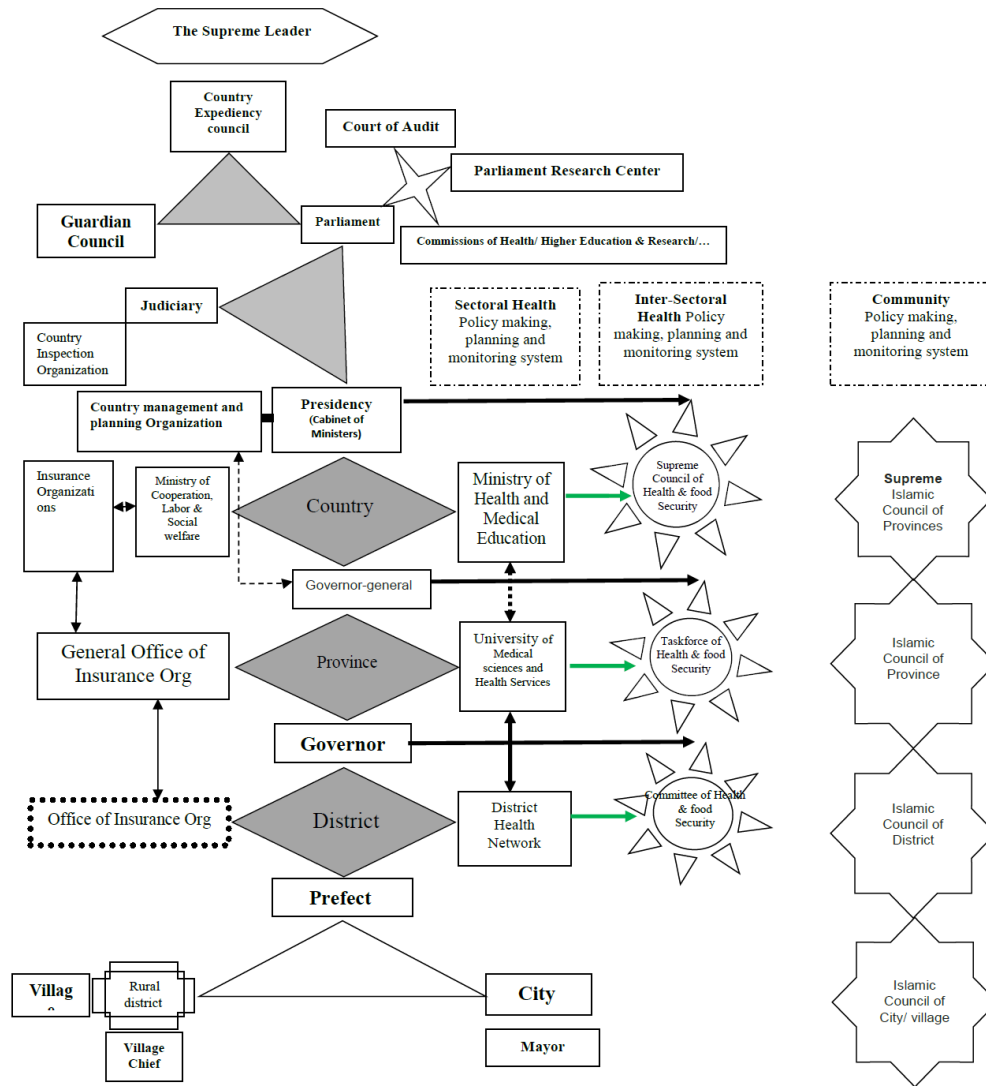 The Supreme Leader
Country
Expediency
council
Court of Audit
Parliament Research Center
Guardian
Council
Parliament
Commissions of Health/ Higher Education & Research/…
Judiciary
Country
Inspection
Organization
Sectoral Health
Policy making,
planning and
monitoring system
Inter-Sectoral
Health Policy
making, planning
and monitoring
system
Community
Policy making,
planning and
monitoring system
Country management and
planning Organization
Presidency
(Cabinet of
Ministers)
Insurance
Organizati
ons
Ministry of
Cooperation,
Labor &
Social
welfare
Country
Ministry of
Health and
Medical
Education
Supreme
Council of
Health & food
Security
Supreme
Islamic
Council of
Provinces
Governor-general
General Office of
Insurance Org
Province
University of
Medical
sciences and
Health Services
Taskforce of
Health & food
Security
Islamic
Council of
Province
Governor
Office of Insurance Org
District
District
Health
Network
Committee of Health
& food
Security
Islamic
Council of
District
Prefect
Villag
Rural
district
City
Islamic
Council of
City/ village
Village
Chief
Mayor